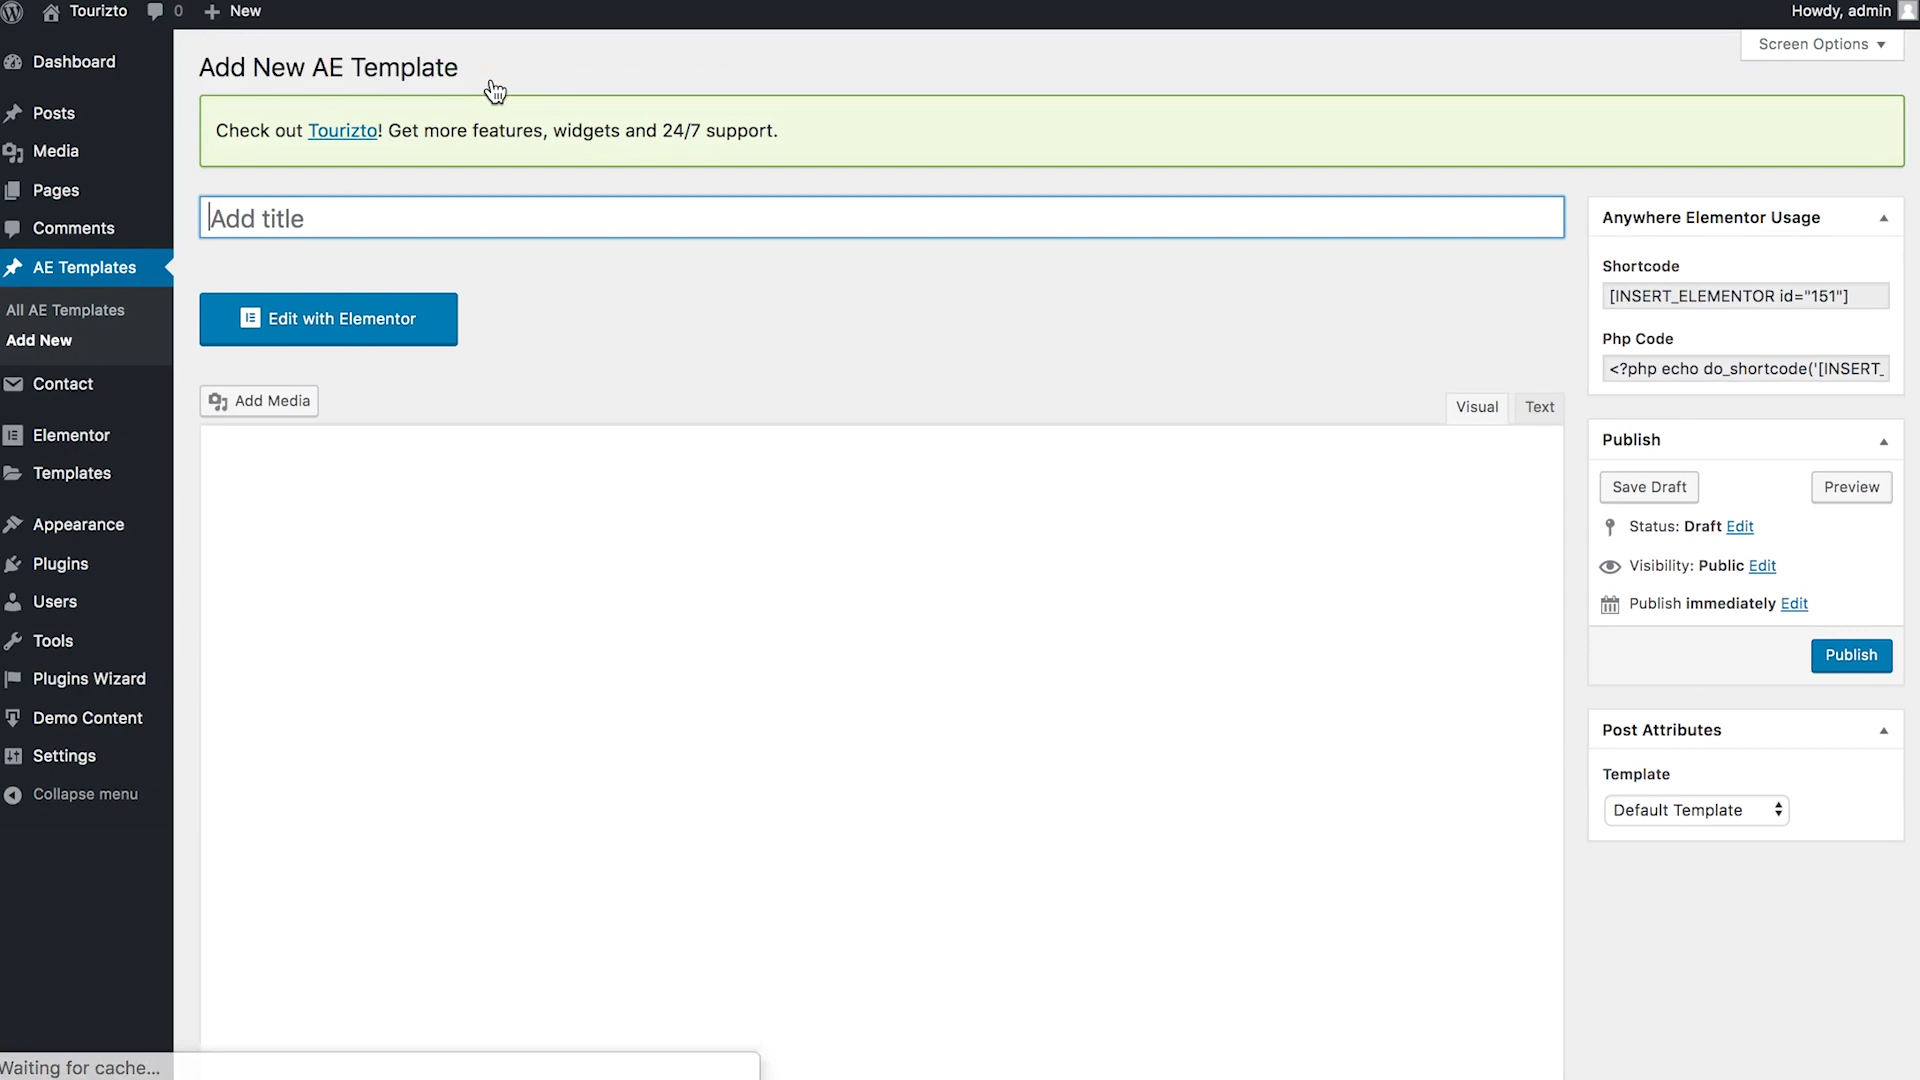 Tourizto 0 New Howdy, admin
Screen Options
Dashboard
Posts
Media
Pages
Comments
AE Templates
All AE Templates
Add New
Contact
Elementor
Templates
Appearance
Plugins
Users
Tools
Plugins Wizard
Demo Content
Settings
Collapse menu
Add New AE Template
Check out Tourizto! Get more features, widgets and 24/7 support.
Add title
Edit with Elementor
Add Media
Visual Text
Anywhere Elementor Usage
Shortcode
[INSERT_ELEMENTOR id="151"]
Php Code
<?php echo do_shortcode('[INSERT_
Publish
Save Draft Preview
Status: Draft Edit
Visibility: Public Edit
Publish immediately Edit
Publish
Post Attributes
Template
Default Template
Waiting for cache...